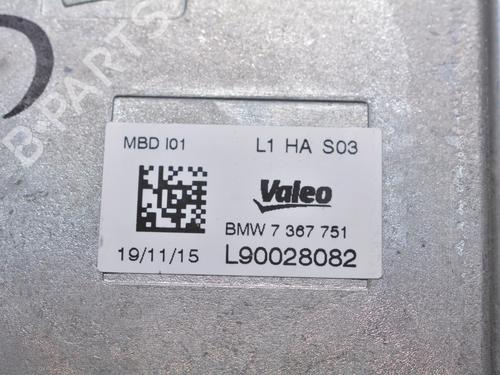 MBD I01 L1 HA S03
Valeo
BMW 7 367 751
19/11/15 L90028082
B-PARTS